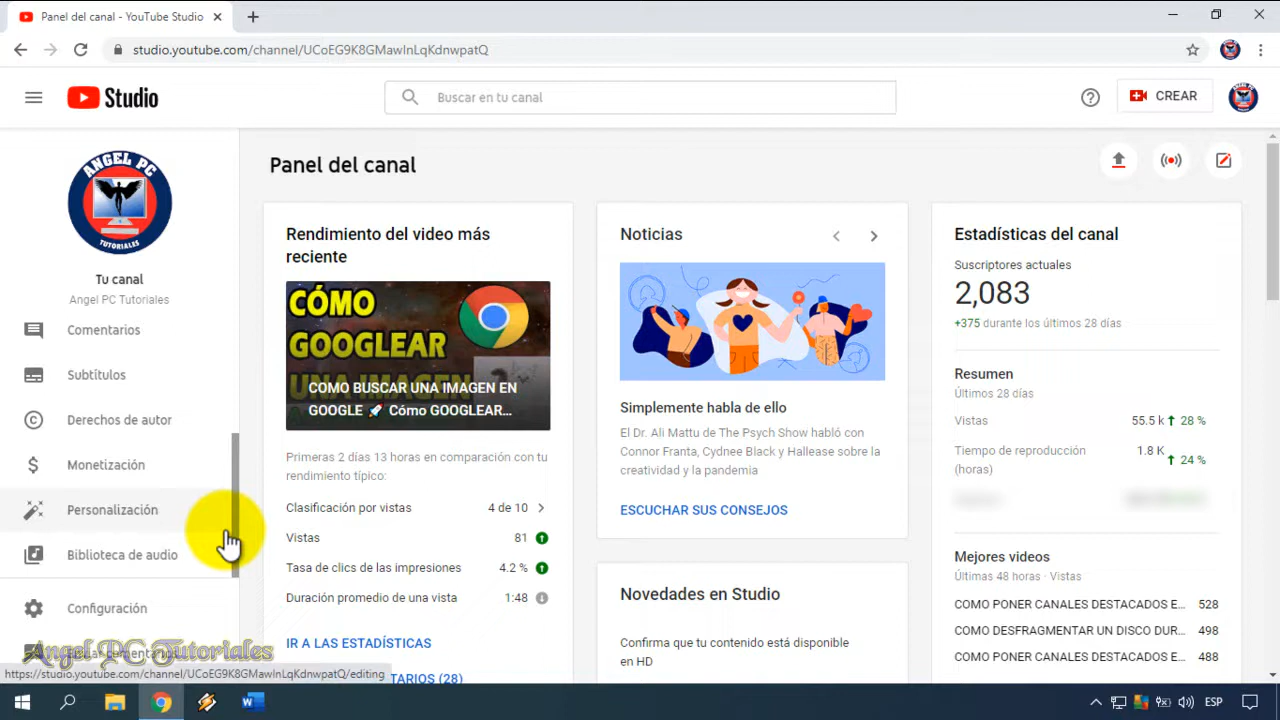 Panel del canal - YouTube Studio
studio.youtube.com/channel/UCoEG9K8GMawInLqKdnwpatQ
Studio
Buscar en tu canal
CREAR
ANGEL PC
TUTORIALES
Tu canal
Angel PC Tutoriales
Comentarios
Subtítulos
Derechos de autor
Monetización
Personalización
Biblioteca de audio
Configuración
Angel PC Tutoriales
https://studio.youtube.com/channel/UCoEG9K8GMawInLqKdnwpatQ/editing
Panel del canal
Rendimiento del video más
reciente
CÓMO
GOOGLEAR
UNA IMAGEN
COMO BUSCAR UNA IMAGEN EN
GOOGLE 🚀 Cómo GOOGLEAR...
Primeras 2 días 13 horas en comparación con tu
rendimiento típico:
Clasificación por vistas 4 de 10
Vistas 81
Tasa de clics de las impresiones 4.2 %
Duración promedio de una vista 1:48
IR A LAS ESTADÍSTICAS
TARIOS (28)
Noticias
Simplemente habla de ello
El Dr. Ali Mattu de The Psych Show habló con
Connor Franta, Cydnee Black y Hallease sobre la
creatividad y la pandemia
ESCUCHAR SUS CONSEJOS
Novedades en Studio
Confirma que tu contenido está disponible
en HD
Estadísticas del canal
Suscriptores actuales
2,083
+375 durante los últimos 28 días
Resumen
Últimos 28 días
Vistas 55.5 k 28 %
Tiempo de reproducción
(horas) 1.8 K 24 %
Mejores videos
Últimas 48 horas · Vistas
COMO PONER CANALES DESTACADOS E... 528
COMO DESFRAGMENTAR UN DISCO DUR... 498
COMO PONER CANALES DESTACADOS E... 488
ESP